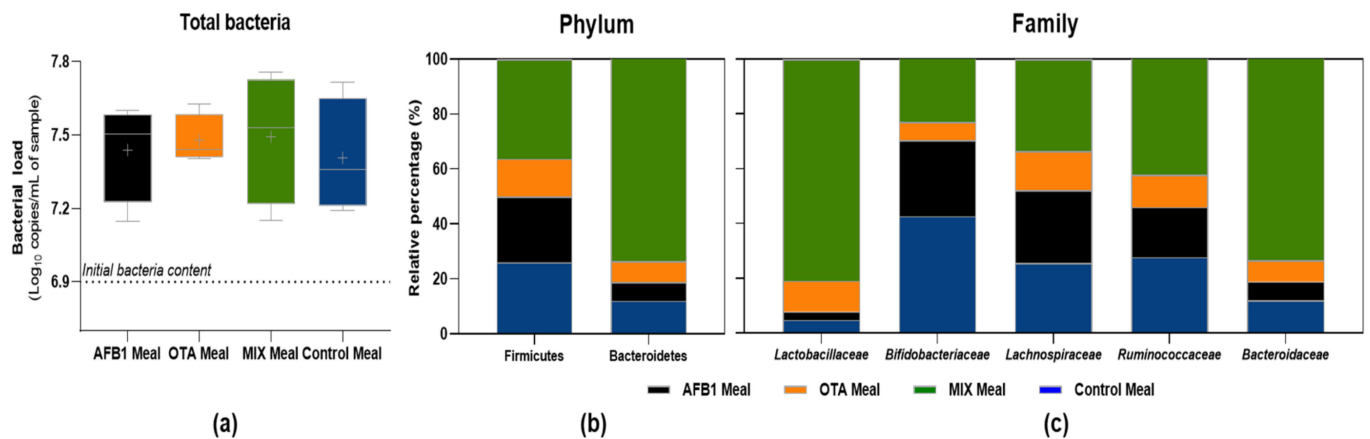 Total bacteria
Phylum
Family
Bacterial load
(Log10 copies/mL of sample)
7.8
7.5
7.2
6.9
Initial bacteria content
AFB1 Meal OTA Meal MIX Meal Control Meal
Relative percentage (%)
100
80
60
40
20
0
Firmicutes Bacteroidetes
Lactobacillaceae Bifidobacteriaceae Lachnospiraceae Ruminococcaceae Bacteroidaceae
AFB1 Meal OTA Meal MIX Meal Control Meal
(a) (b) (c)